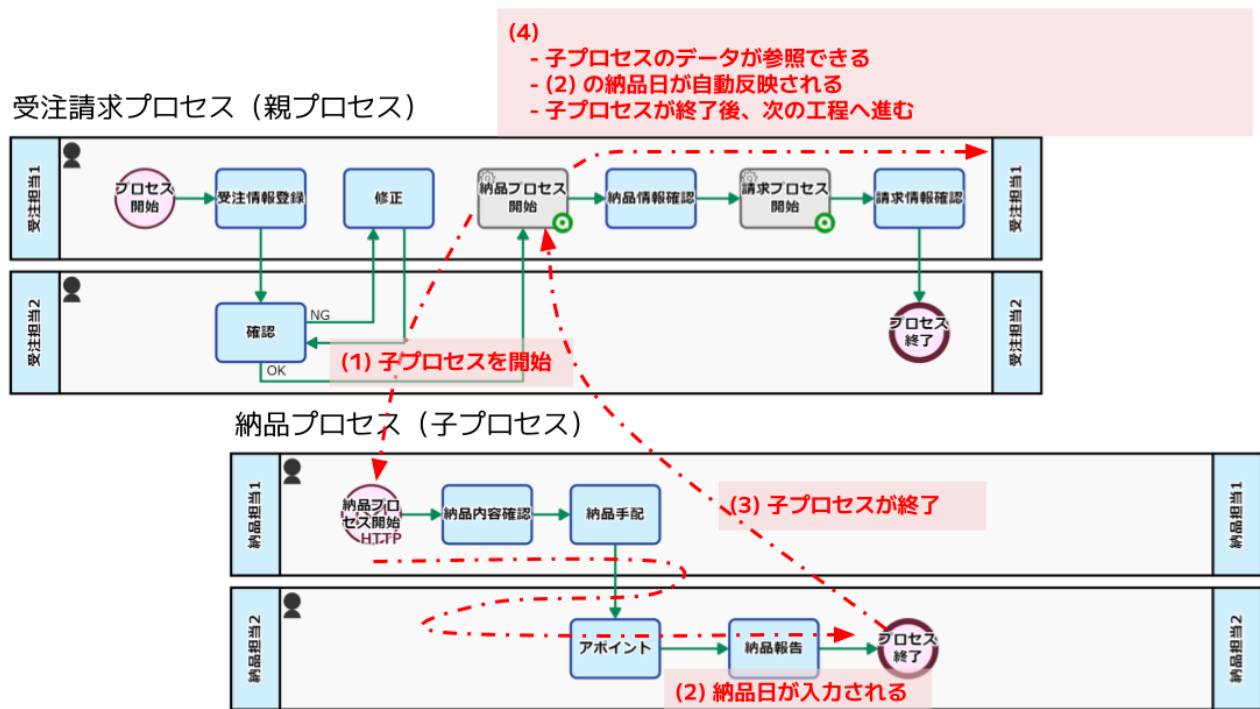 (4)
- 子プロセスのデータが参照できる
- (2) の納品日が自動反映される
- 子プロセスが終了後、次の工程へ進む
受注請求プロセス（親プロセス）
受注担当1
プロセス
開始
受注情報登録
修正
納品プロセス
開始
納品情報確認
請求プロセス
開始
請求情報確認
受注担当1
受注担当2
確認
NG
OK
(1) 子プロセスを開始
プロセス
終了
受注担当2
納品プロセス（子プロセス）
納品担当1
納品プロ
セス開始
HTTP
納品内容確認
納品手配
(3) 子プロセスが終了
納品担当1
納品担当2
アポイント
納品報告
プロセス
終了
(2) 納品日が入力される
納品担当2